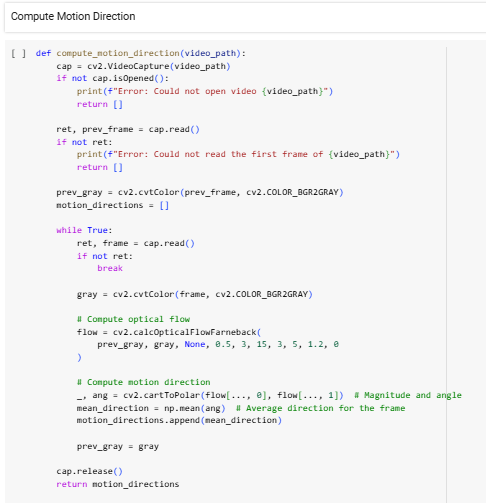 Compute Motion Direction
[ ] def compute_motion_direction(video_path):
    cap = cv2.VideoCapture(video_path)
    if not cap.isOpened():
        print(f"Error: Could not open video {video_path}")
        return []

    ret, prev_frame = cap.read()
    if not ret:
        print(f"Error: Could not read the first frame of {video_path}")
        return []

    prev_gray = cv2.cvtColor(prev_frame, cv2.COLOR_BGR2GRAY)
    motion_directions = []

    while True:
        ret, frame = cap.read()
        if not ret:
            break

        gray = cv2.cvtColor(frame, cv2.COLOR_BGR2GRAY)

        # Compute optical flow
        flow = cv2.calcOpticalFlowFarneback(
            prev_gray, gray, None, 0.5, 3, 15, 3, 5, 1.2, 0
        )

        # Compute motion direction
        _, ang = cv2.cartToPolar(flow[..., 0], flow[..., 1])  # Magnitude and angle
        mean_direction = np.mean(ang)  # Average direction for the frame
        motion_directions.append(mean_direction)

        prev_gray = gray

    cap.release()
    return motion_directions